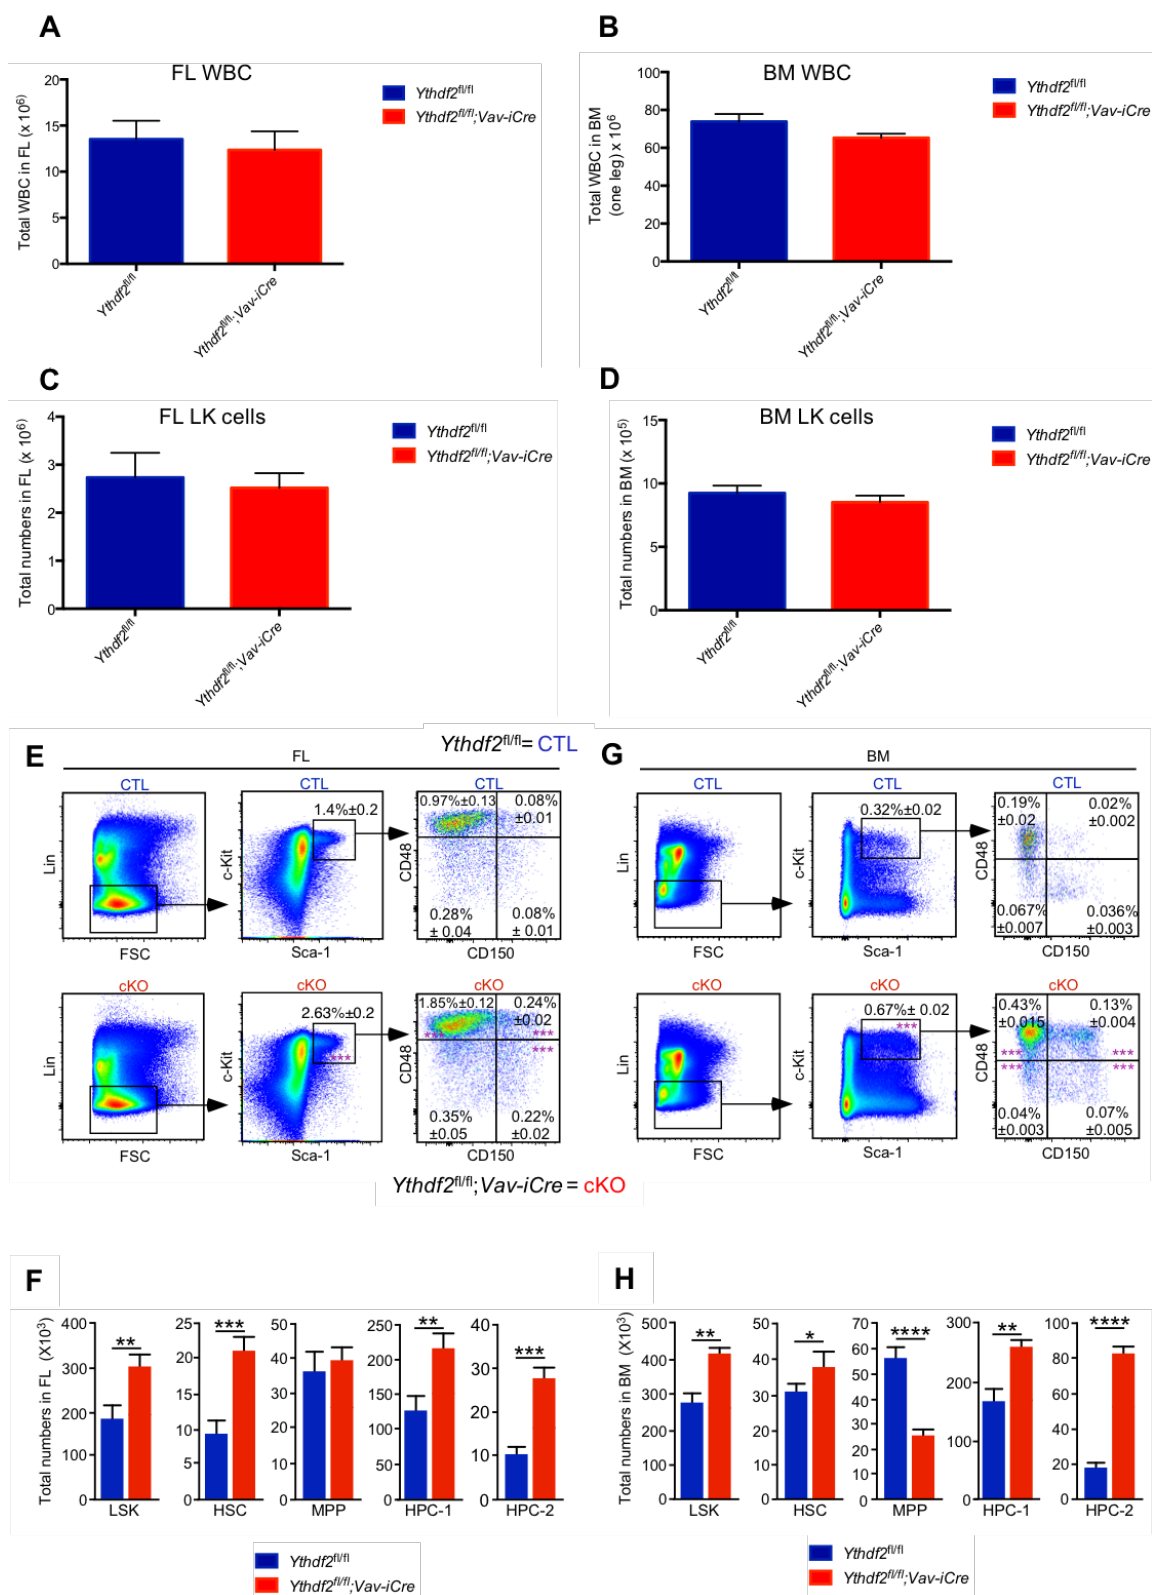 A
FL WBC
Total WBC in FL (x 10⁶)
20
15
10
5
0
Ythdf2fl/fl
Ythdf2fl/fl;Vav-iCre
Ythdf2fl/fl
Ythdf2fl/fl;Vav-iCre
B
BM WBC
Total WBC in BM
(one leg) x 10⁶
100
80
60
40
20
0
Ythdf2fl/fl
Ythdf2fl/fl;Vav-iCre
Ythdf2fl/fl
Ythdf2fl/fl;Vav-iCre
C
FL LK cells
Total numbers in FL (x 10⁶)
4
3
2
1
0
Ythdf2fl/fl
Ythdf2fl/fl;Vav-iCre
Ythdf2fl/fl
Ythdf2fl/fl;Vav-iCre
D
BM LK cells
Total numbers in BM (x 10⁵)
15
10
5
0
Ythdf2fl/fl
Ythdf2fl/fl;Vav-iCre
Ythdf2fl/fl
Ythdf2fl/fl;Vav-iCre
Ythdf2fl/fl= CTL
E
FL
CTL
Lin
FSC
CTL
1.4%±0.2
c-Kit
Sca-1
CTL
0.97%±0.13
0.08%
±0.01
0.28%
± 0.04
0.08%
± 0.01
CD48
CD150
cKO
Lin
FSC
cKO
2.63%±0.2
***
c-Kit
Sca-1
cKO
1.85%±0.12
0.24%
±0.02
***
***
***
0.35%
±0.05
0.22%
±0.02
CD48
CD150
G
BM
CTL
Lin
FSC
CTL
0.32%±0.02
c-Kit
Sca-1
CTL
0.19%
±0.02
0.02%
±0.002
0.067%
±0.007
0.036%
±0.003
CD48
CD150
cKO
Lin
FSC
cKO
0.67%± 0.02
***
c-Kit
Sca-1
cKO
0.43%
±0.015
0.13%
±0.004
*** ***
*** ***
0.04%
±0.003
0.07%
±0.005
CD48
CD150
Ythdf2fl/fl;Vav-iCre = cKO
F
Total numbers in FL (X10³)
400
300
200
100
0
**
LSK
25
20
15
10
5
0
***
HSC
50
40
30
20
10
0
MPP
250
200
150
100
50
0
**
HPC-1
40
30
20
10
0
***
HPC-2
Ythdf2fl/fl
Ythdf2fl/fl;Vav-iCre
H
Total numbers in BM (X10³)
500
400
300
200
100
0
**
LSK
50
40
30
20
10
0
*
HSC
70
60
50
40
30
20
10
0
****
MPP
300
200
100
0
**
HPC-1
100
80
60
40
20
0
****
HPC-2
Ythdf2fl/fl
Ythdf2fl/fl;Vav-iCre